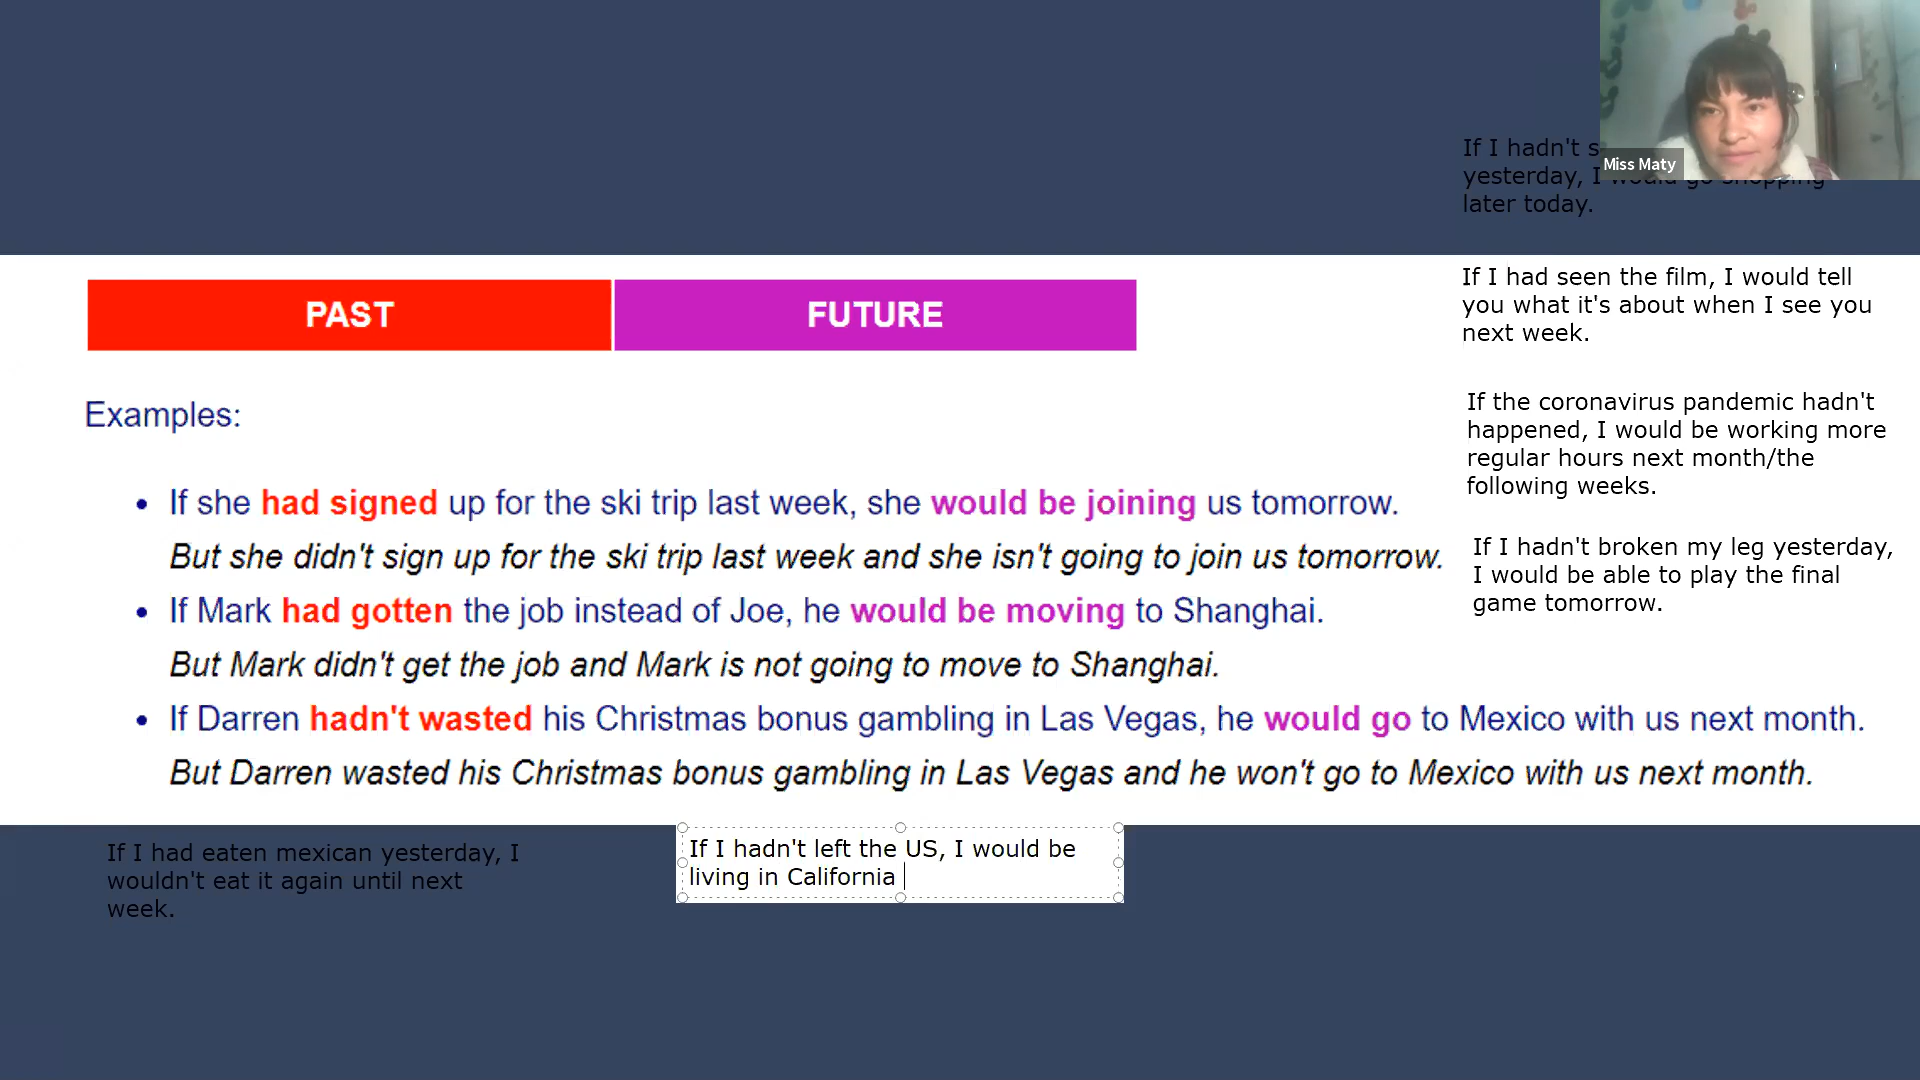 If I hadn't
yesterday, I would go shopping
later today.
Miss Maty
PAST FUTURE
If I had seen the film, I would tell
you what it's about when I see you
next week.
Examples:
If the coronavirus pandemic hadn't
happened, I would be working more
regular hours next month/the
following weeks.
• If she had signed up for the ski trip last week, she would be joining us tomorrow.
But she didn't sign up for the ski trip last week and she isn't going to join us tomorrow.
If I hadn't broken my leg yesterday,
I would be able to play the final
game tomorrow.
• If Mark had gotten the job instead of Joe, he would be moving to Shanghai.
But Mark didn't get the job and Mark is not going to move to Shanghai.
• If Darren hadn't wasted his Christmas bonus gambling in Las Vegas, he would go to Mexico with us next month.
But Darren wasted his Christmas bonus gambling in Las Vegas and he won't go to Mexico with us next month.
If I had eaten mexican yesterday, I
wouldn't eat it again until next
week.
If I hadn't left the US, I would be
living in California